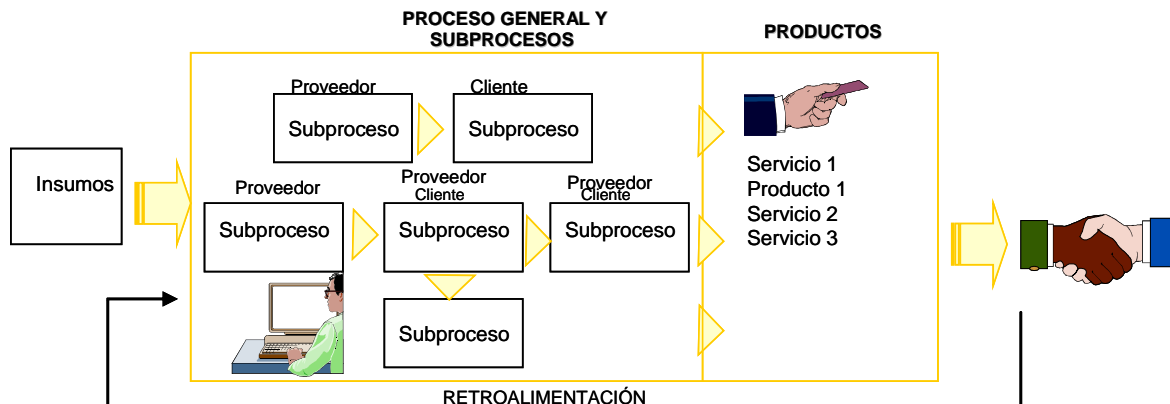 PROCESO GENERAL Y
SUBPROCESOS
PRODUCTOS
Proveedor
Cliente
Subproceso
Subproceso
Insumos
Servicio 1
Producto 1
Servicio 2
Servicio 3
Proveedor
Proveedor
Cliente
Proveedor
Cliente
Subproceso
Subproceso
Subproceso
Subproceso
RETROALIMENTACIÓN